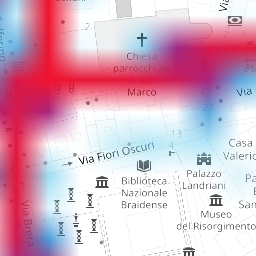 2
Chiesa
parrocchiale
Marco
Via
13
Via Fiori Oscuri
4
Casa
Valerio
Biblioteca
Nazionale
Braidense
Palazzo
Landriani
Museo
del Risorgimento
Via Brera